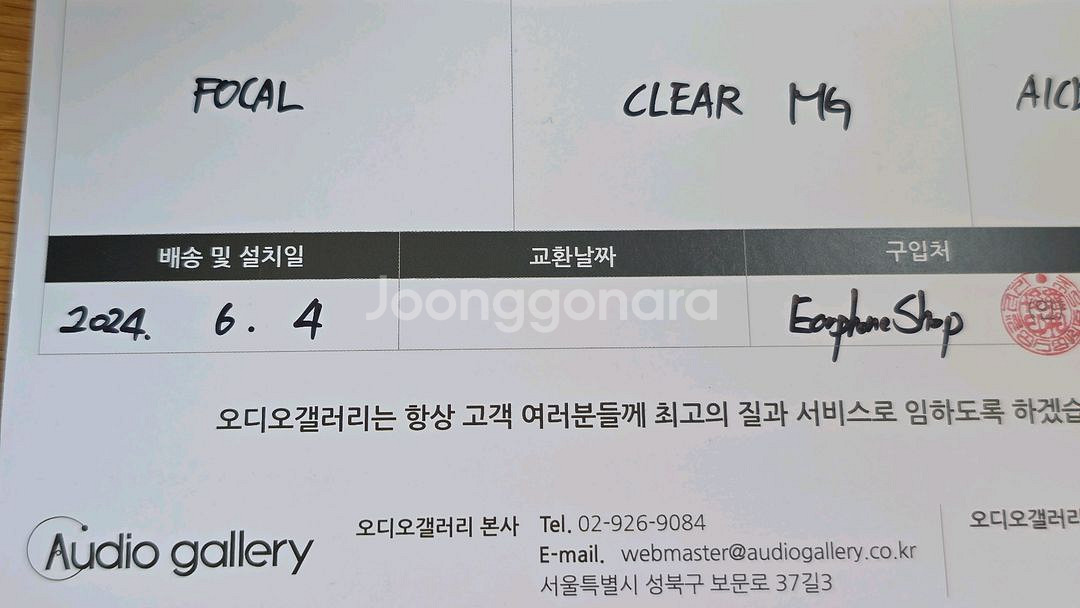 FOCAL CLEAR MG AIC
배송 및 설치일 교환날짜 구입처
2024. 6. 4 EarphoneShop
Joonggonara
오디오갤러리는 항상 고객 여러분들께 최고의 질과 서비스로 임하도록 하겠습
Audio gallery
오디오갤러리 본사 Tel. 02-926-9084
E-mail. webmaster@audiogallery.co.kr
서울특별시 성북구 보문로 37길3
오디오갤러리